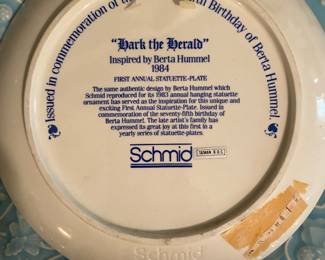 Issued in commemoration of the fth Birthday of Berta Hummel.
"Hark the Herald"
Inspired by Berta Hummel
1984
FIRST ANNUAL STATUETTE-PLATE
The same authentic design by Berta Hummel which
Schmid reproduced for its 1983 annual hanging statuette
ornament has served as the inspiration for this unique and
exciting First Annual Statuette-Plate. Issued in
commemoration of the seventy-fifth birthday of
Berta Hummel. The late artist's family has
expressed its great joy at this first in a
yearly series of statuette-plates.
Schmid
TAIWAN R.O.C.
Schmid